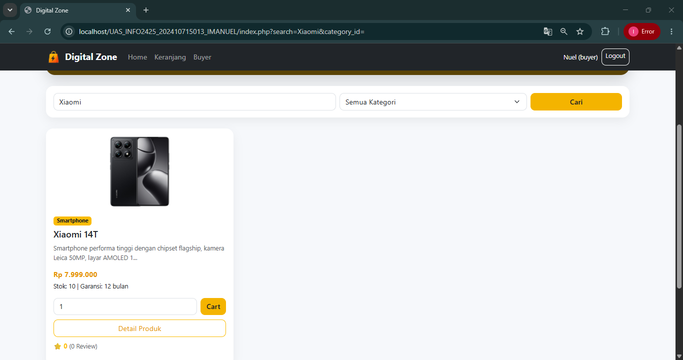 Digital Zone
localhost/UAS_INFO2425_202410715013_IMANUEL/index.php?search=Xiaomi&category_id=
Error
Digital Zone
Home Keranjang Buyer
Nuel (buyer) Logout
Xiaomi
Semua Kategori
Cari
Smartphone
Xiaomi 14T
Smartphone performa tinggi dengan chipset flagship, kamera
Leica 50MP, layar AMOLED 1...
Rp 7.999.000
Stok: 10 | Garansi: 12 bulan
1
Cart
Detail Produk
0 (0 Review)